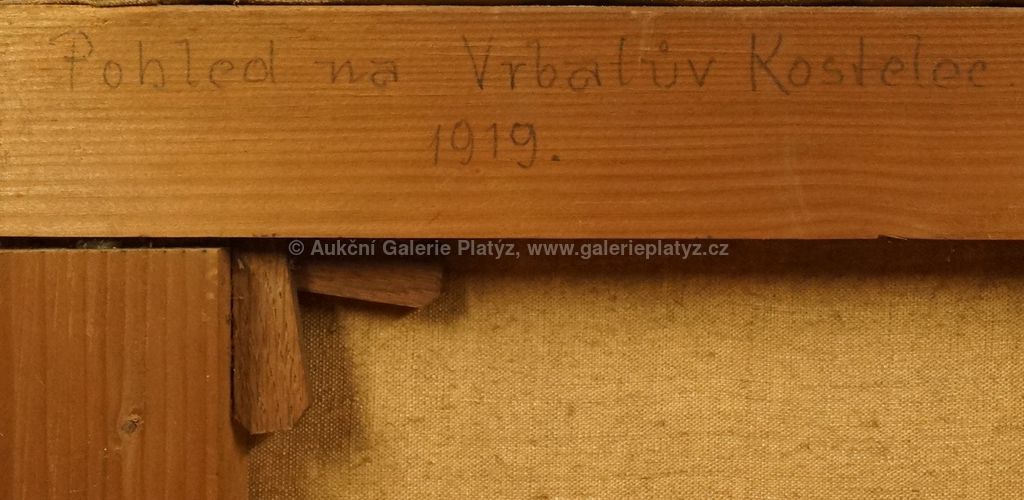 Pohled na Vrbatův Kostelec.
1919.
© Aukční Galerie Platýz, www.galerieplatyz.cz